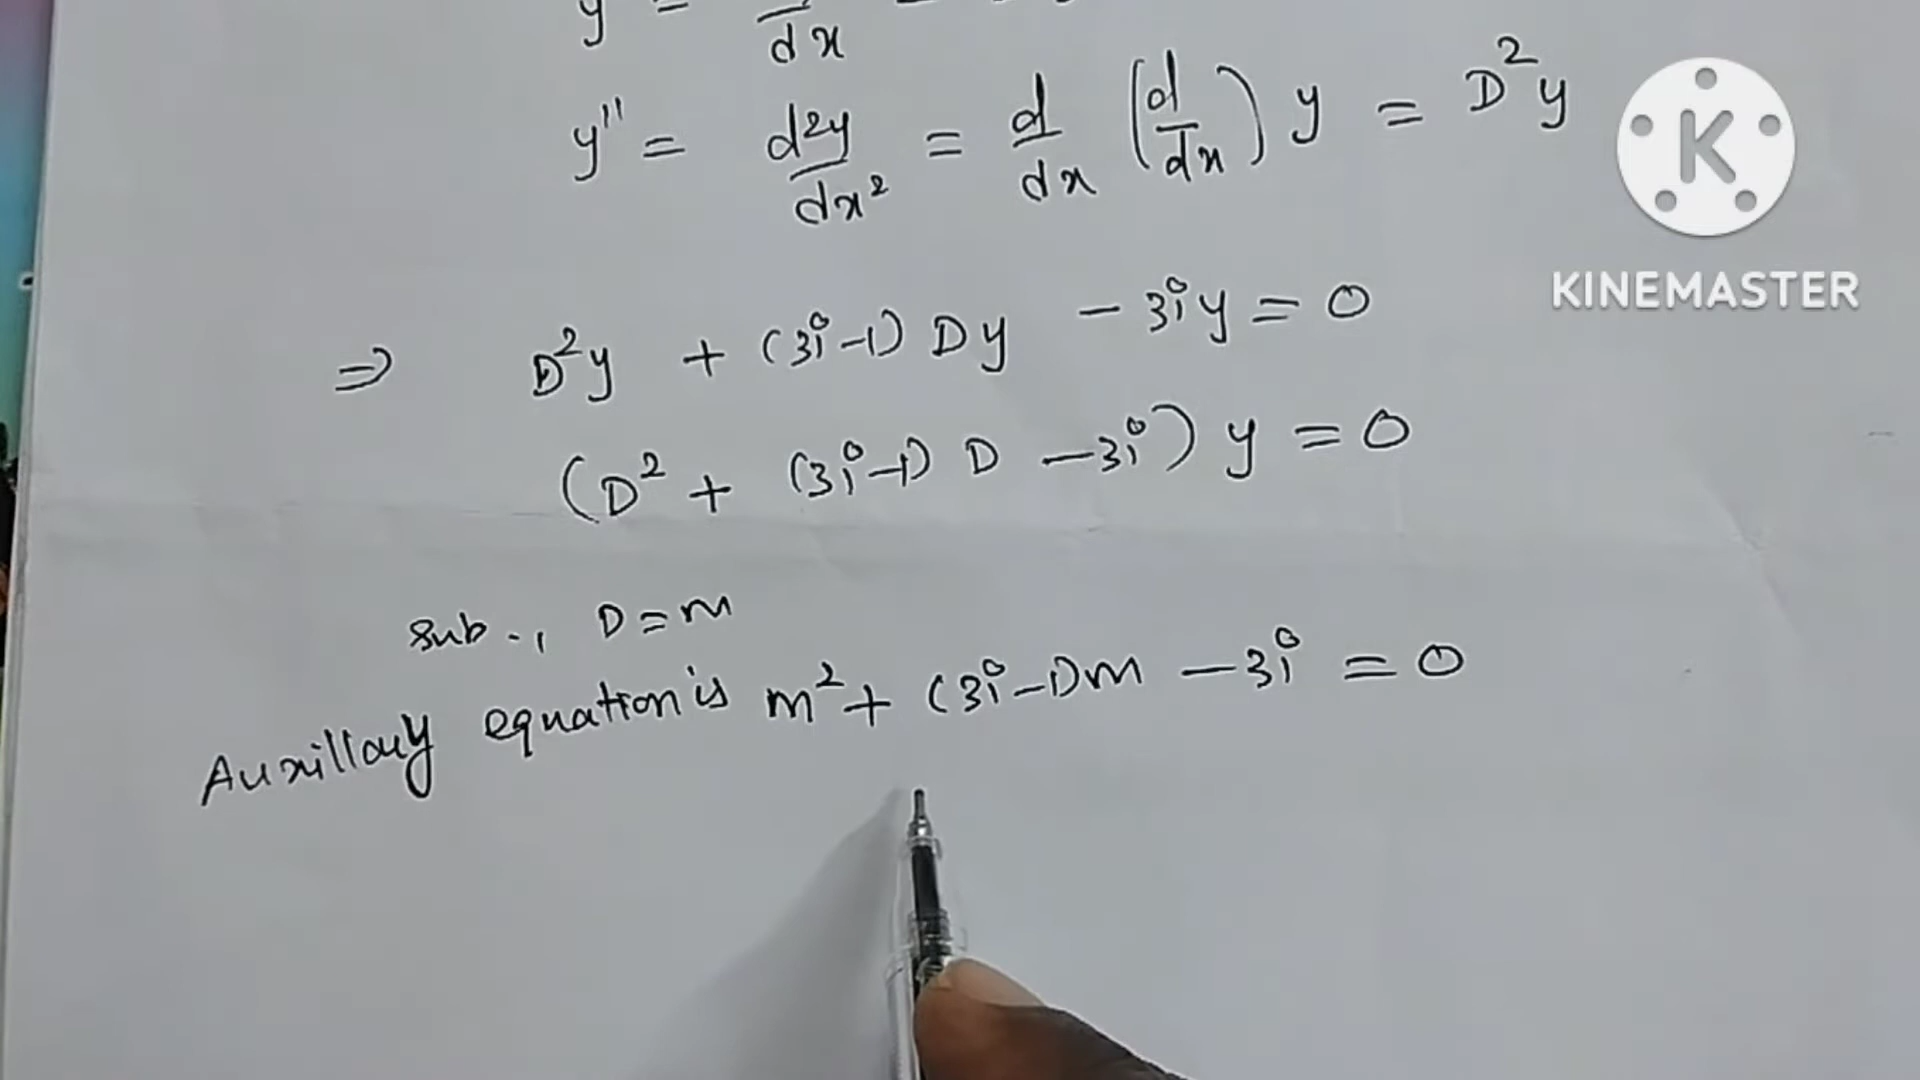 y = dx
y'' = d²y/dx² = d/dx (d/dx) y = D²y
KINEMASTER
⇒ D²y + (3i-1) Dy - 3iy = 0
(D² + (3i-1) D - 3i) y = 0
sub., D = m
Auxillary equation is m² + (3i-1)m - 3i = 0